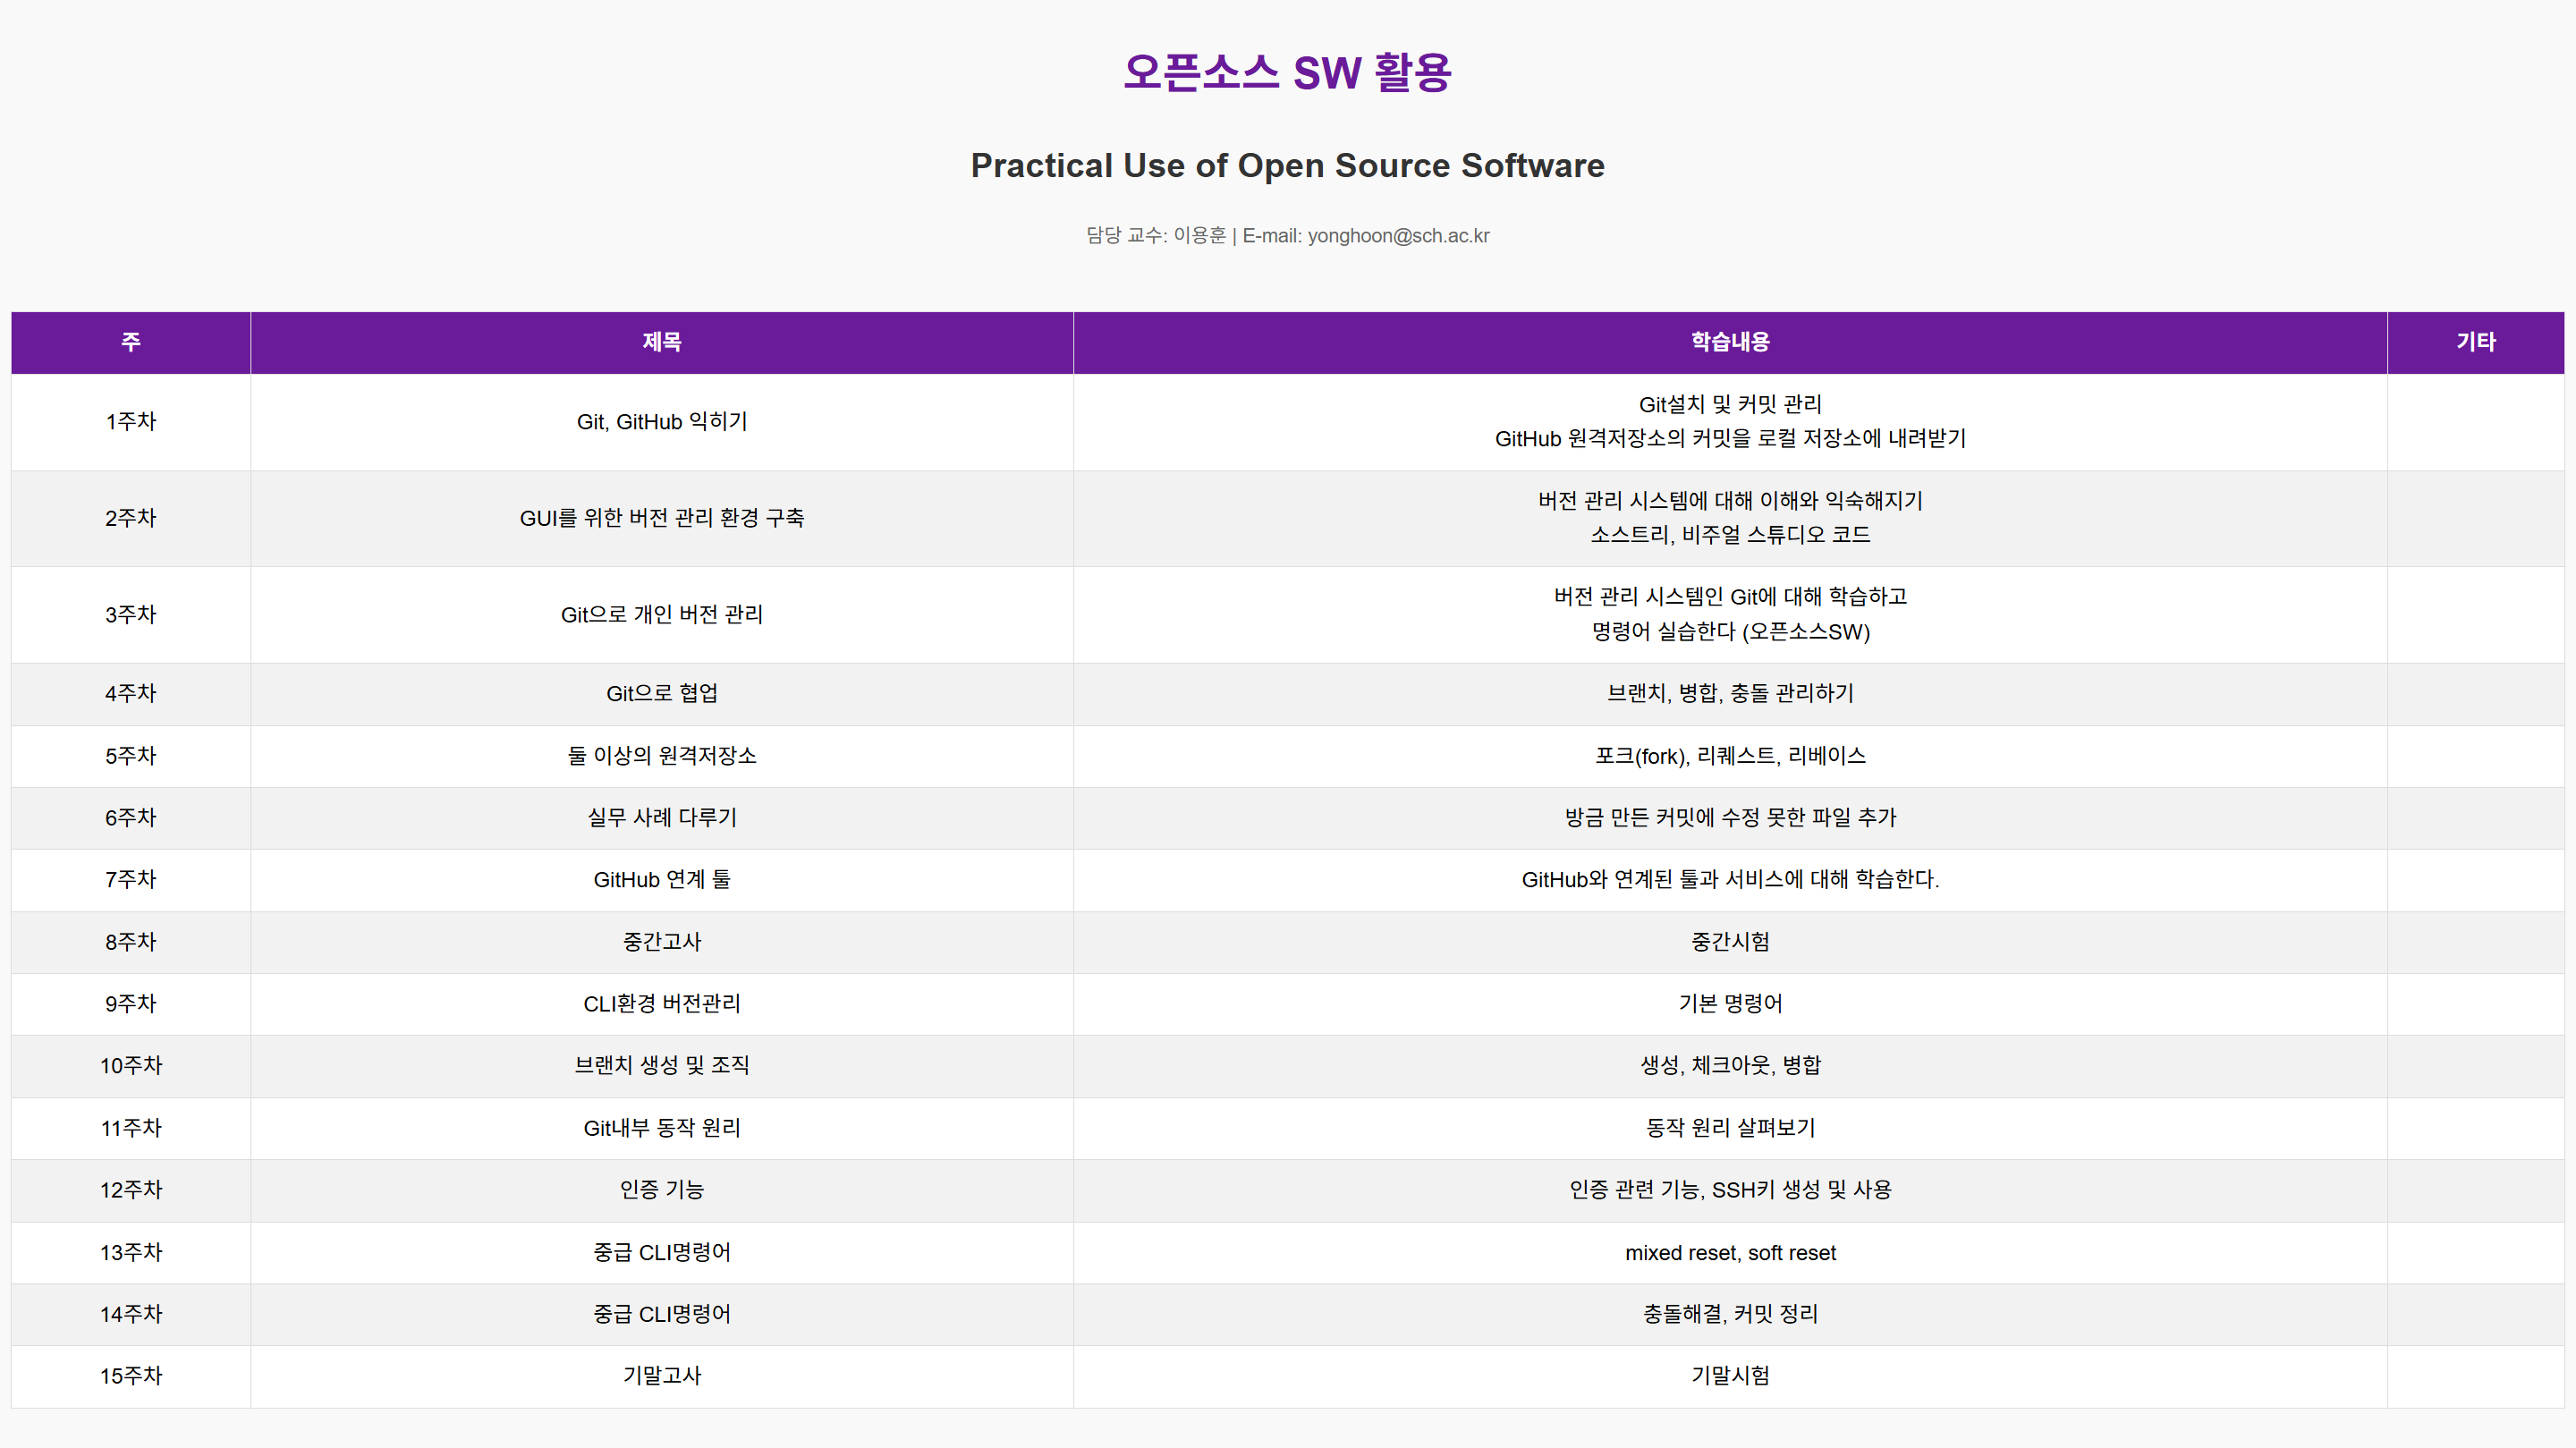 오픈소스 SW 활용
Practical Use of Open Source Software
담당 교수: 이용훈 | E-mail: yonghoon@sch.ac.kr
주 제목 학습내용 기타
1주차 Git, GitHub 익히기 Git설치 및 커밋 관리
GitHub 원격저장소의 커밋을 로컬 저장소에 내려받기
2주차 GUI를 위한 버전 관리 환경 구축 버전 관리 시스템에 대해 이해와 익숙해지기
소스트리, 비주얼 스튜디오 코드
3주차 Git으로 개인 버전 관리 버전 관리 시스템인 Git에 대해 학습하고
명령어 실습한다 (오픈소스SW)
4주차 Git으로 협업 브랜치, 병합, 충돌 관리하기
5주차 둘 이상의 원격저장소 포크(fork), 리퀘스트, 리베이스
6주차 실무 사례 다루기 방금 만든 커밋에 수정 못한 파일 추가
7주차 GitHub 연계 툴 GitHub와 연계된 툴과 서비스에 대해 학습한다.
8주차 중간고사 중간시험
9주차 CLI환경 버전관리 기본 명령어
10주차 브랜치 생성 및 조직 생성, 체크아웃, 병합
11주차 Git내부 동작 원리 동작 원리 살펴보기
12주차 인증 기능 인증 관련 기능, SSH키 생성 및 사용
13주차 중급 CLI명령어 mixed reset, soft reset
14주차 중급 CLI명령어 충돌해결, 커밋 정리
15주차 기말고사 기말시험